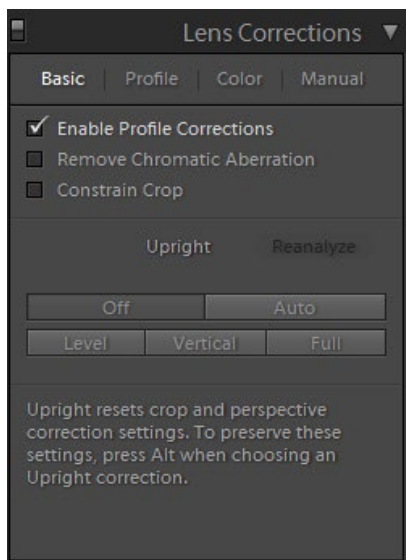 Lens Corrections
Basic Profile Color Manual
Enable Profile Corrections
Remove Chromatic Aberration
Constrain Crop
Upright Reanalyze
Off Auto
Level Vertical Full
Upright resets crop and perspective
correction settings. To preserve these
settings, press Alt when choosing an
Upright correction.